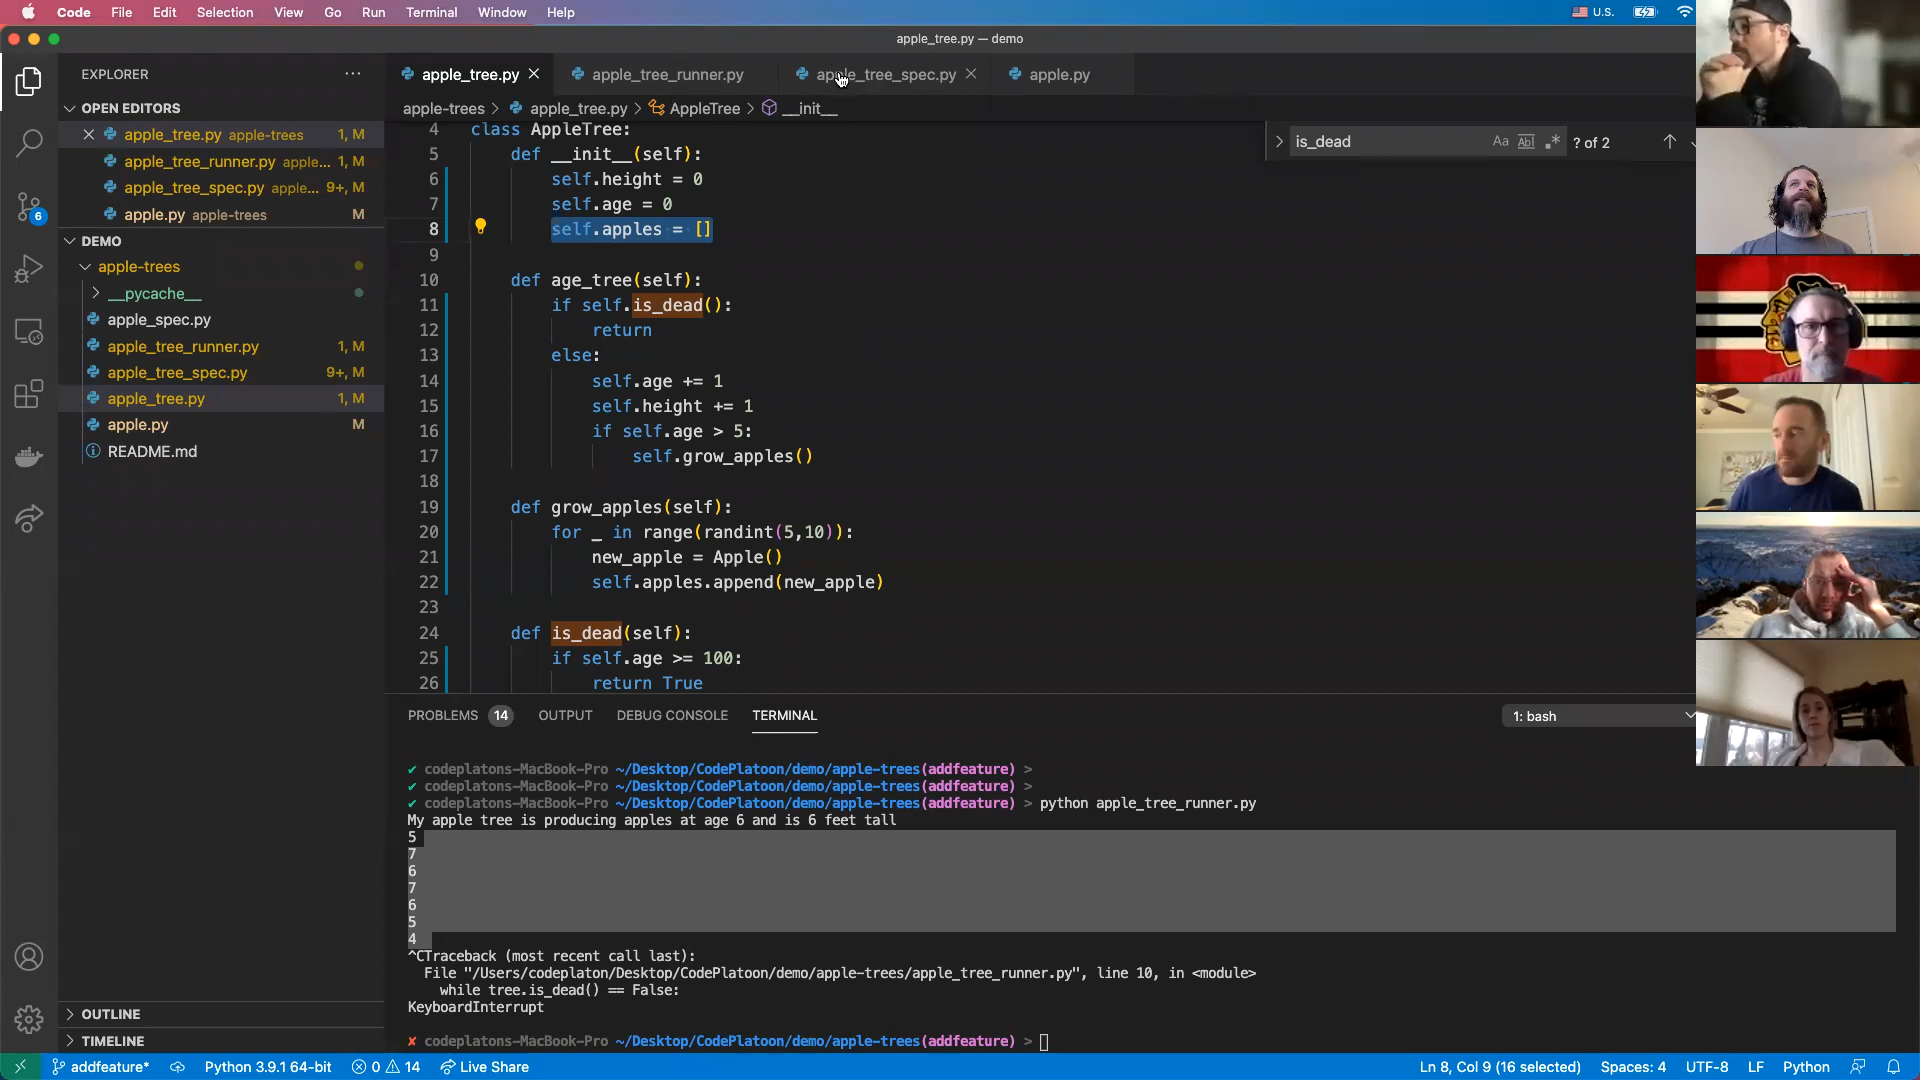 Code File Edit Selection View Go Run Terminal Window Help
U.S.
apple_tree.py — demo
EXPLORER
OPEN EDITORS
apple_tree.py apple-trees 1, M
apple_tree_runner.py apple... 1, M
apple_tree_spec.py apple... 9+, M
apple.py apple-trees M
DEMO
apple-trees
__pycache__
apple_spec.py
apple_tree_runner.py 1, M
apple_tree_spec.py 9+, M
apple_tree.py 1, M
apple.py M
README.md
OUTLINE
TIMELINE
6
apple_tree.py apple_tree_runner.py apple_tree_spec.py apple.py
apple-trees > apple_tree.py > AppleTree > __init__
is_dead Aa Abl .* ? of 2
4 class AppleTree:
5 def __init__(self):
6 self.height = 0
7 self.age = 0
8 self.apples = []
9
10 def age_tree(self):
11 if self.is_dead():
12 return
13 else:
14 self.age += 1
15 self.height += 1
16 if self.age > 5:
17 self.grow_apples()
18
19 def grow_apples(self):
20 for _ in range(randint(5,10)):
21 new_apple = Apple()
22 self.apples.append(new_apple)
23
24 def is_dead(self):
25 if self.age >= 100:
26 return True
PROBLEMS 14 OUTPUT DEBUG CONSOLE TERMINAL
1: bash
✔ codeplatons-MacBook-Pro ~/Desktop/CodePlatoon/demo/apple-trees(addfeature) >
✔ codeplatons-MacBook-Pro ~/Desktop/CodePlatoon/demo/apple-trees(addfeature) >
✔ codeplatons-MacBook-Pro ~/Desktop/CodePlatoon/demo/apple-trees(addfeature) > python apple_tree_runner.py
My apple tree is producing apples at age 6 and is 6 feet tall
5
7
6
7
6
5
4
^CTraceback (most recent call last):
File "/Users/codeplaton/Desktop/CodePlatoon/demo/apple-trees/apple_tree_runner.py", line 10, in <module>
while tree.is_dead() == False:
KeyboardInterrupt
✘ codeplatons-MacBook-Pro ~/Desktop/CodePlatoon/demo/apple-trees(addfeature) >
addfeature* Python 3.9.1 64-bit 0 14 Live Share
Ln 8, Col 9 (16 selected) Spaces: 4 UTF-8 LF Python